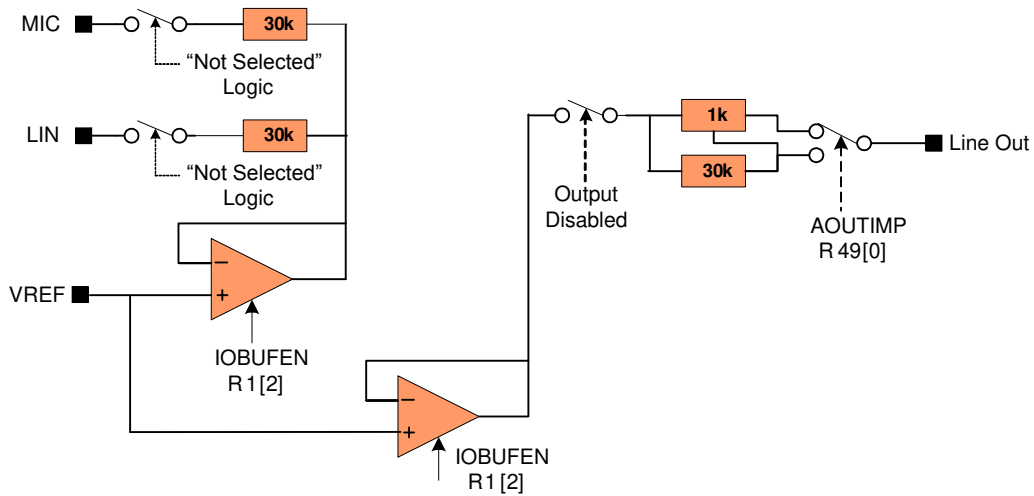 MIC
30k
“Not Selected”
Logic
LIN
30k
“Not Selected”
Logic
1k
30k
Line Out
Output
Disabled
AOUTIMP
R 49[0]
VREF
−
+
IOBUFEN
R 1 [2]
−
+
IOBUFEN
R 1 [2]